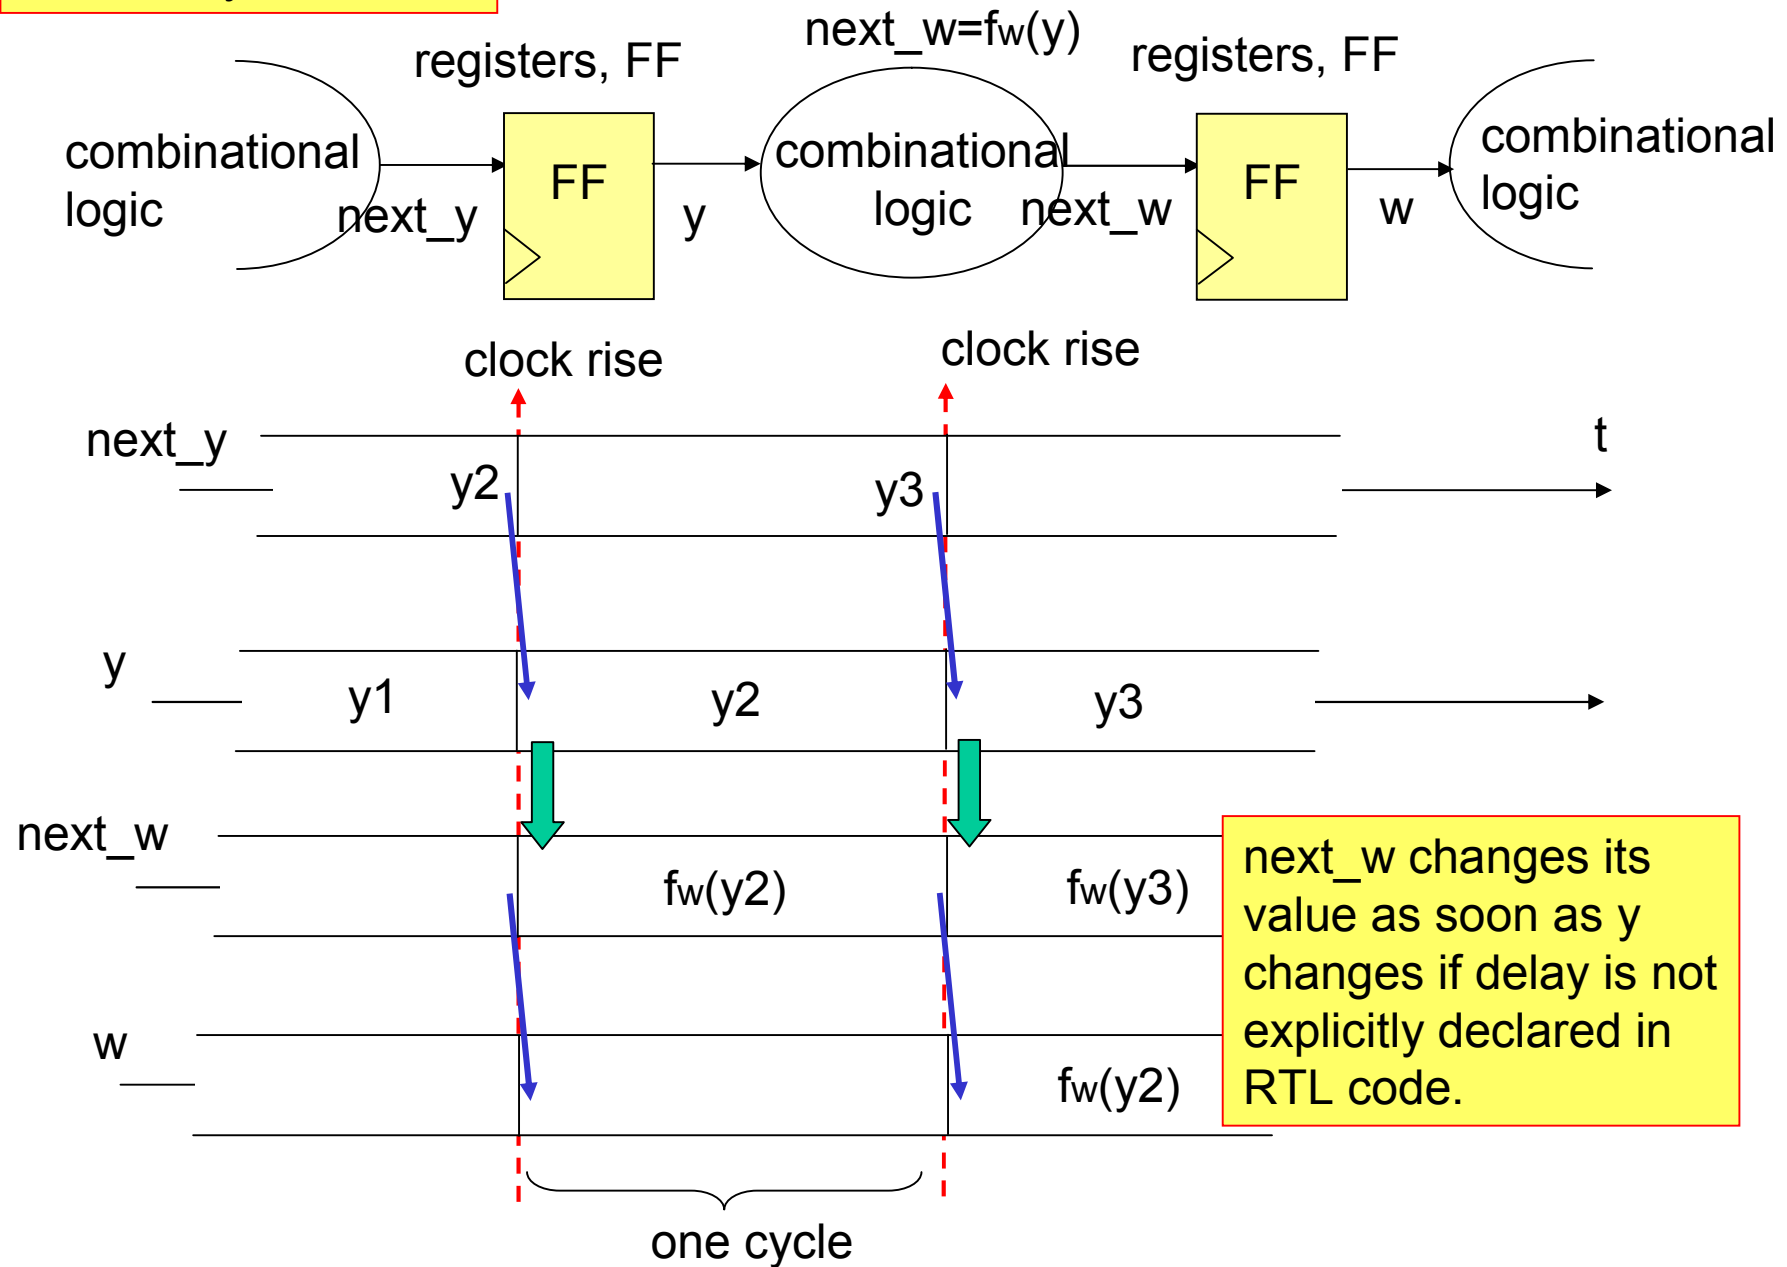 next_w=fw(y)
registers, FF
registers, FF
combinational
logic
next_y
FF
y
combinational
logic
next_w
FF
w
combinational
logic
clock rise
clock rise
next_y
t
y2
y3
y
y1
y2
y3
next_w
fw(y2)
fw(y3)
next_w changes its
value as soon as y
changes if delay is not
explicitly declared in
RTL code.
w
fw(y2)
one cycle